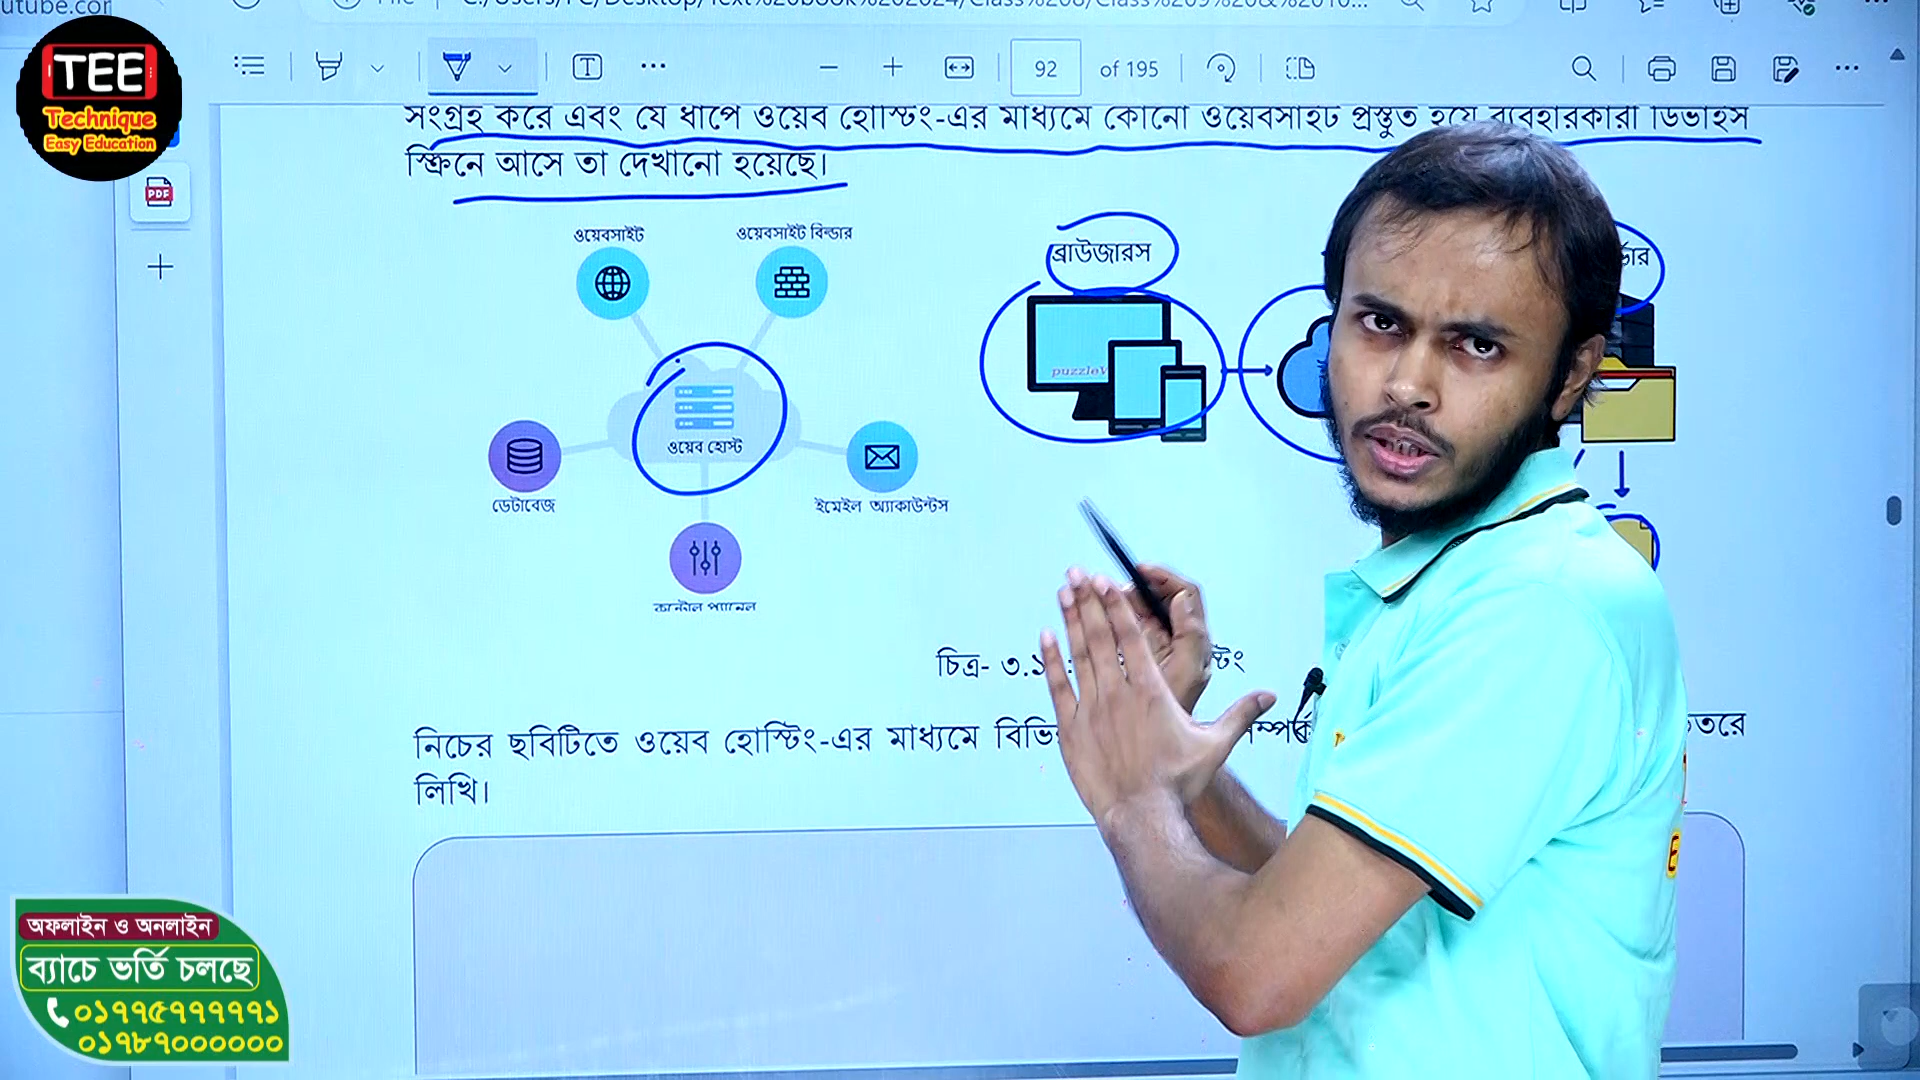 TEE
Technique
Easy Education
92 of 195
সংগ্রহ করে এবং যে ধাপে ওয়েব হোস্টিং-এর মাধ্যমে কোনো ওয়েবসাইট প্রস্তুত হয়ে ব্যবহারকারী ডিভাইস
স্ক্রিনে আসে তা দেখানো হয়েছে।
ওয়েবসাইট
ওয়েবসাইট বিল্ডার
ব্রাউজারস
ওয়েব হোস্ট
ডেটাবেজ
ইমেইল অ্যাকাউন্টস
কন্ট্রোল প্যানেল
চিত্র- ৩.১
নিচের ছবিটিতে ওয়েব হোস্টিং-এর মাধ্যমে
লিখি।
PDF
অফলাইন ও অনলাইন
ব্যাচে ভর্তি চলছে
০১৭৭৫৭৭৭৭৭১
০১৭৮৭০০০০০০